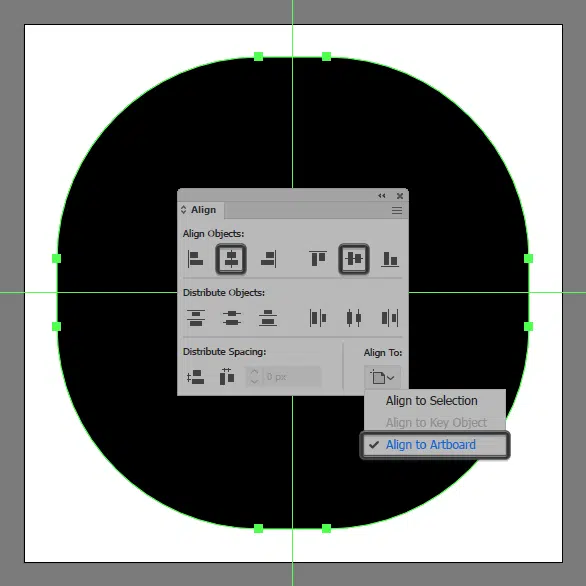 Align
Align Objects:
Distribute Objects:
Distribute Spacing:
Align To:
0 px
Align to Selection
Align to Key Object
Align to Artboard